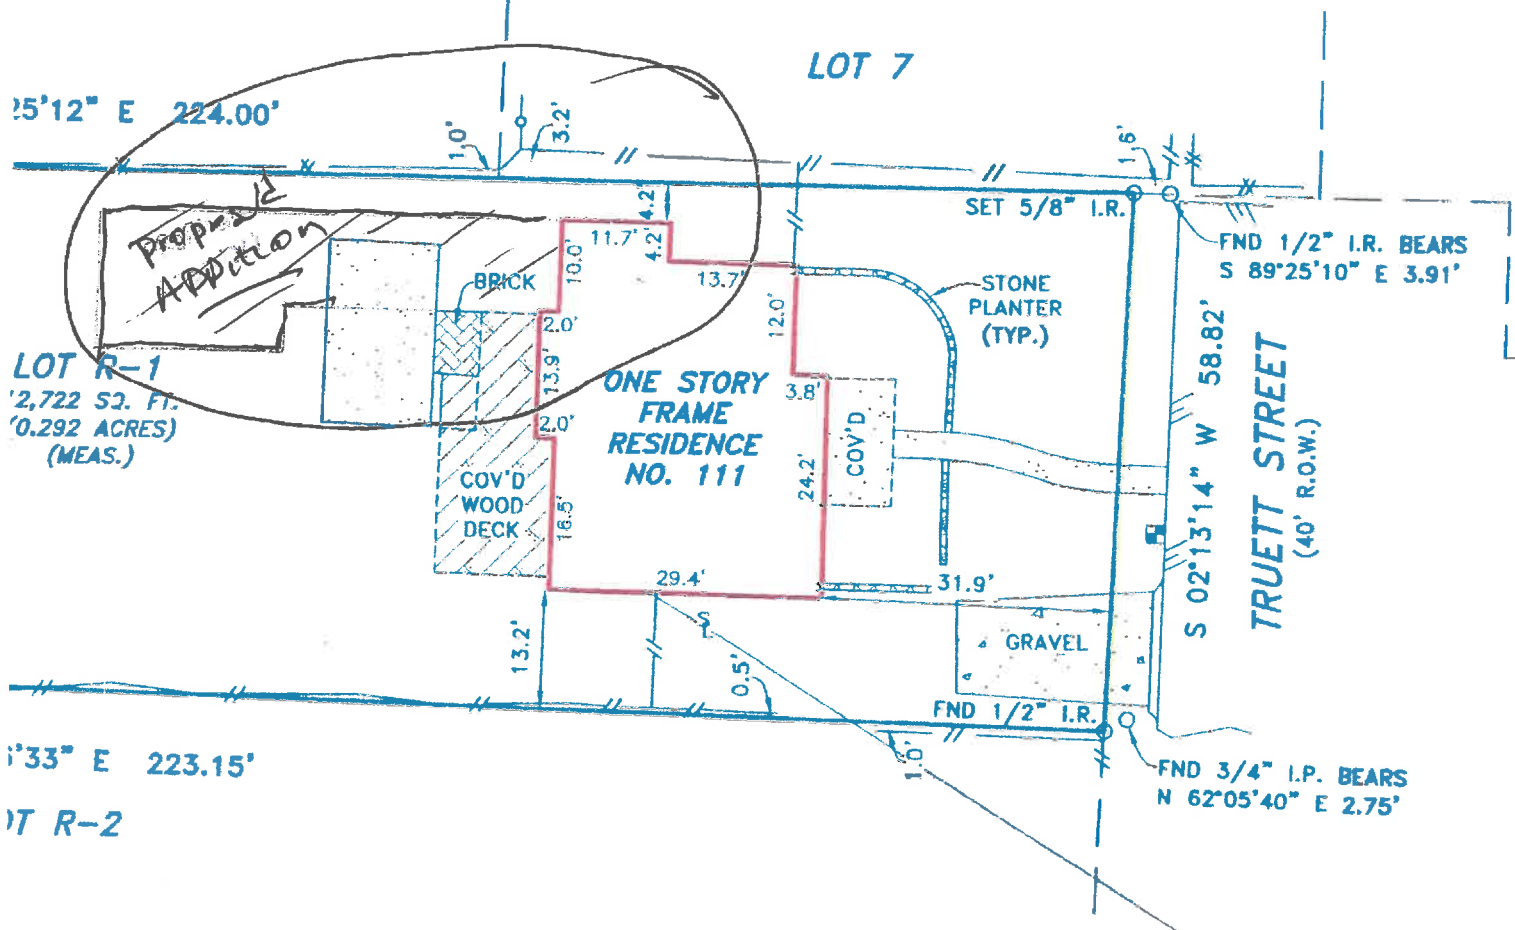 LOT 7
25'12" E 224.00'
1.0'
3.2'
1.6'
SET 5/8" I.R.
FND 1/2" I.R. BEARS
S 89°25'10" E 3.91'
Proposed
ADDition
4.2'
11.7'
4.2'
10.0'
13.7'
BRICK
STONE
PLANTER
(TYP.)
12.0'
2.0'
13.9'
2.0'
3.8'
LOT R-1
2,722 SQ. FT.
(0.292 ACRES)
(MEAS.)
ONE STORY
FRAME
RESIDENCE
NO. 111
COV'D
24.2'
S 02°13'14" W 58.82'
TRUETT STREET
(40' R.O.W.)
COV'D
WOOD
DECK
16.5'
29.4'
31.9'
13.2'
0.5'
GRAVEL
FND 1/2" I.R.
1.0'
'33" E 223.15'
FND 3/4" I.P. BEARS
N 62°05'40" E 2.75'
OT R-2